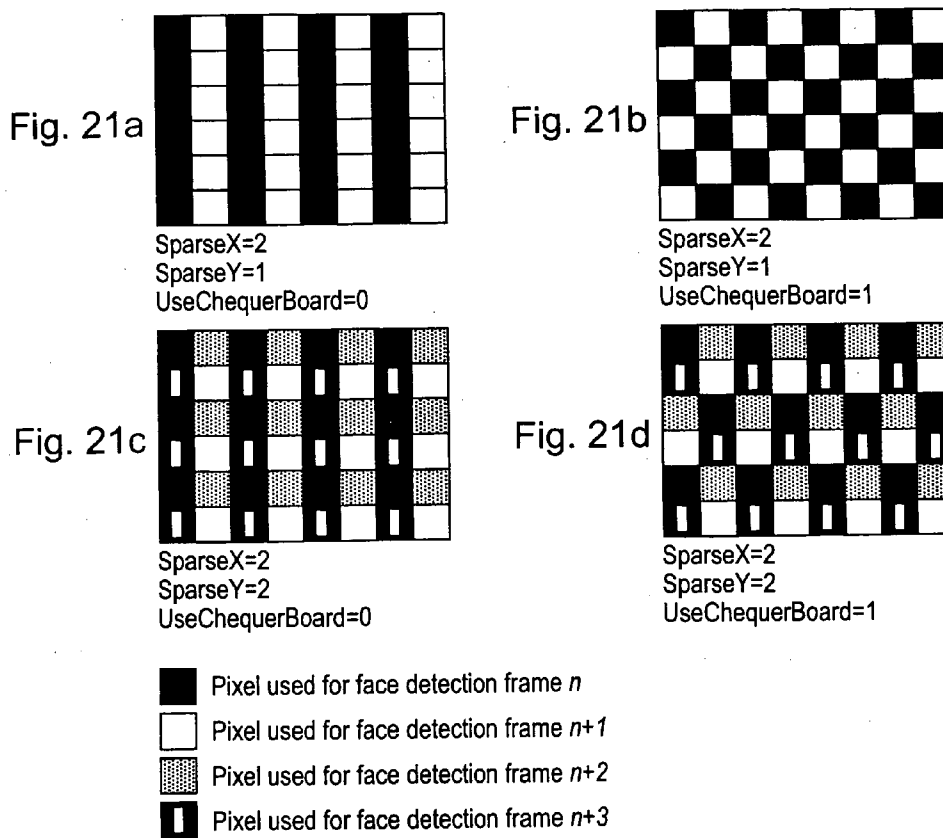 Fig. 21a
SparseX=2
SparseY=1
UseChequerBoard=0
Fig. 21b
SparseX=2
SparseY=1
UseChequerBoard=1
Fig. 21c
SparseX=2
SparseY=2
UseChequerBoard=0
Fig. 21d
SparseX=2
SparseY=2
UseChequerBoard=1
Pixel used for face detection frame n
Pixel used for face detection frame n+1
Pixel used for face detection frame n+2
Pixel used for face detection frame n+3